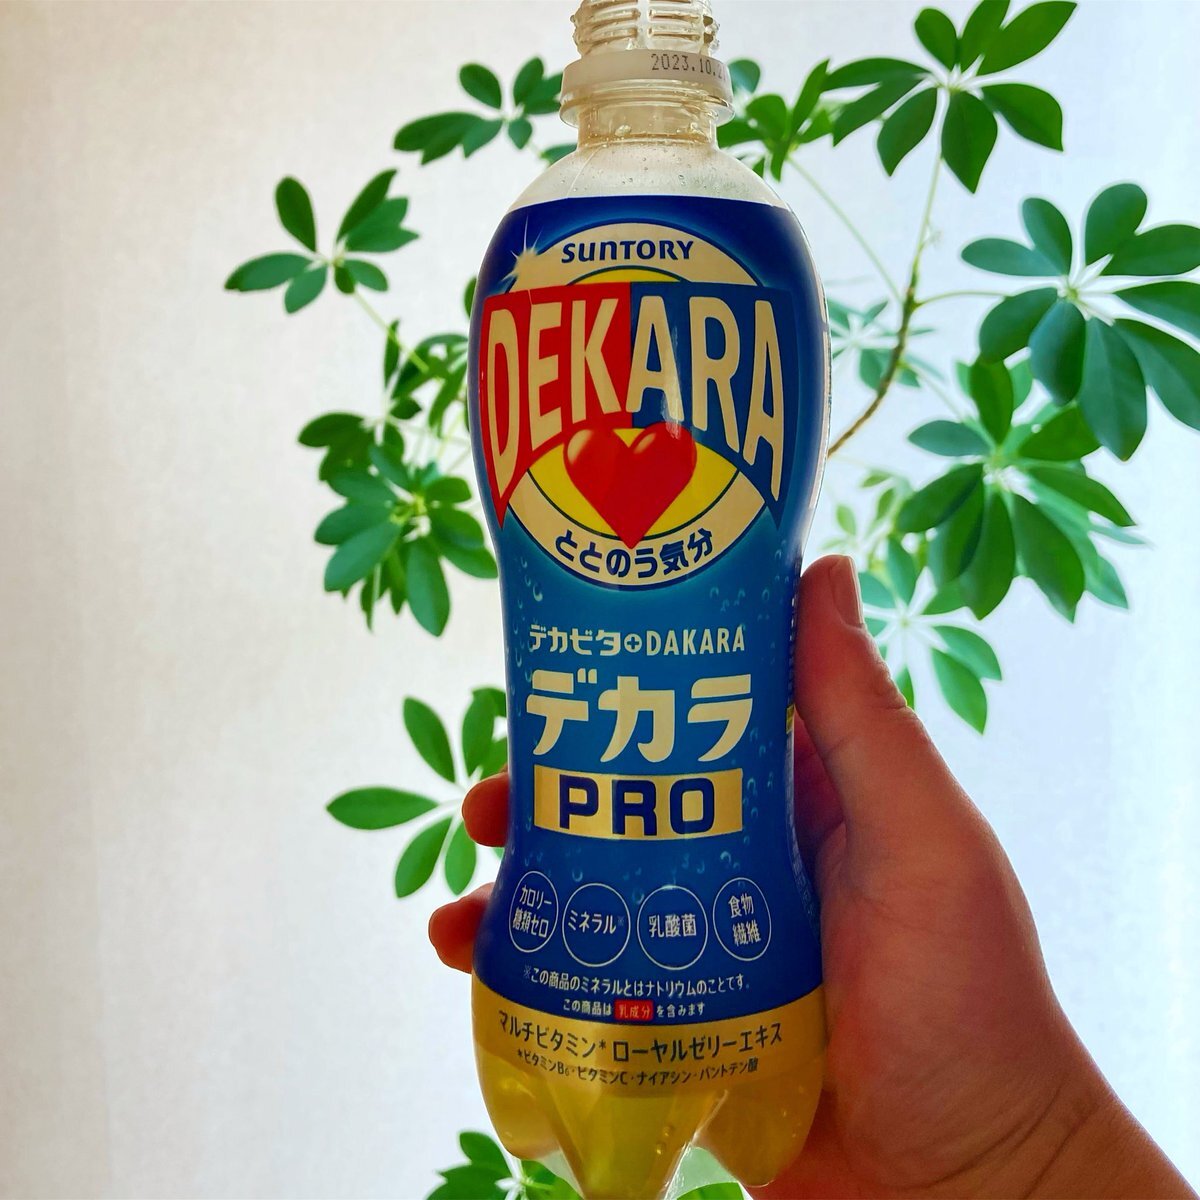 2023.10.2
SUNTORY
DEKARA
ととのう気分
デカビタ+DAKARA
デカラ
PRO
カロリー
糖類ゼロ
ミネラル※
乳酸菌
食物
繊維
※この商品のミネラルとはナトリウムのことです。
この商品は 乳成分 を含みます
マルチビタミン* ローヤルゼリーエキス
*ビタミンB₆・ビタミンC・ナイアシン・パントテン酸